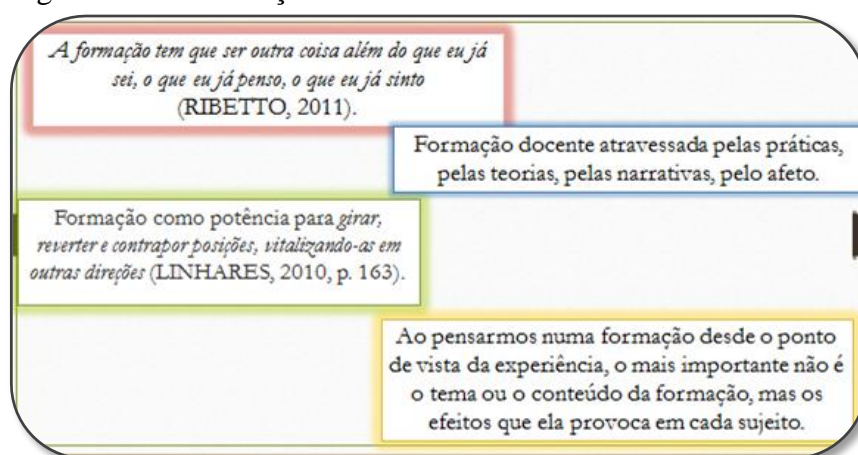 A formação tem que ser outra coisa além do que eu já
sei, o que eu já penso, o que eu já sinto
(RIBETTO, 2011).
Formação docente atravessada pelas práticas,
pelas teorias, pelas narrativas, pelo afeto.
Formação como potência para girar,
reverter e contrapor posições, vitalizando-as em
outras direções (LINHARES, 2010, p. 163).
Ao pensarmos numa formação desde o ponto
de vista da experiência, o mais importante não é
o tema ou o conteúdo da formação, mas os
efeitos que ela provoca em cada sujeito.